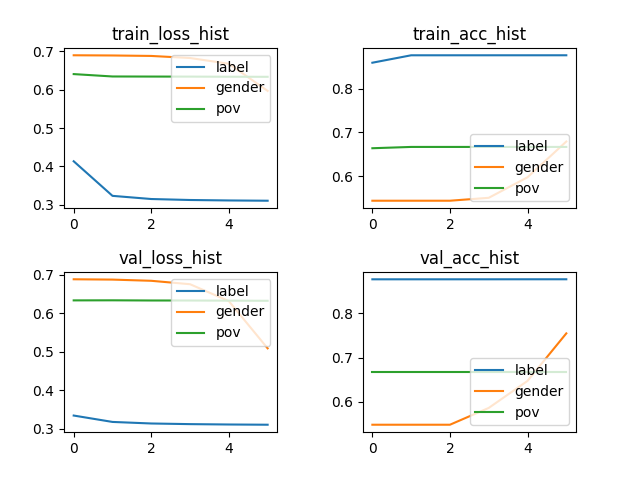 train_loss_hist
0.7
0.6
0.5
0.4
0.3
0
2
4
label
gender
pov
train_acc_hist
0.8
0.7
0.6
0
2
4
label
gender
pov
val_loss_hist
0.7
0.6
0.5
0.4
0.3
0
2
4
label
gender
pov
val_acc_hist
0.8
0.7
0.6
0
2
4
label
gender
pov